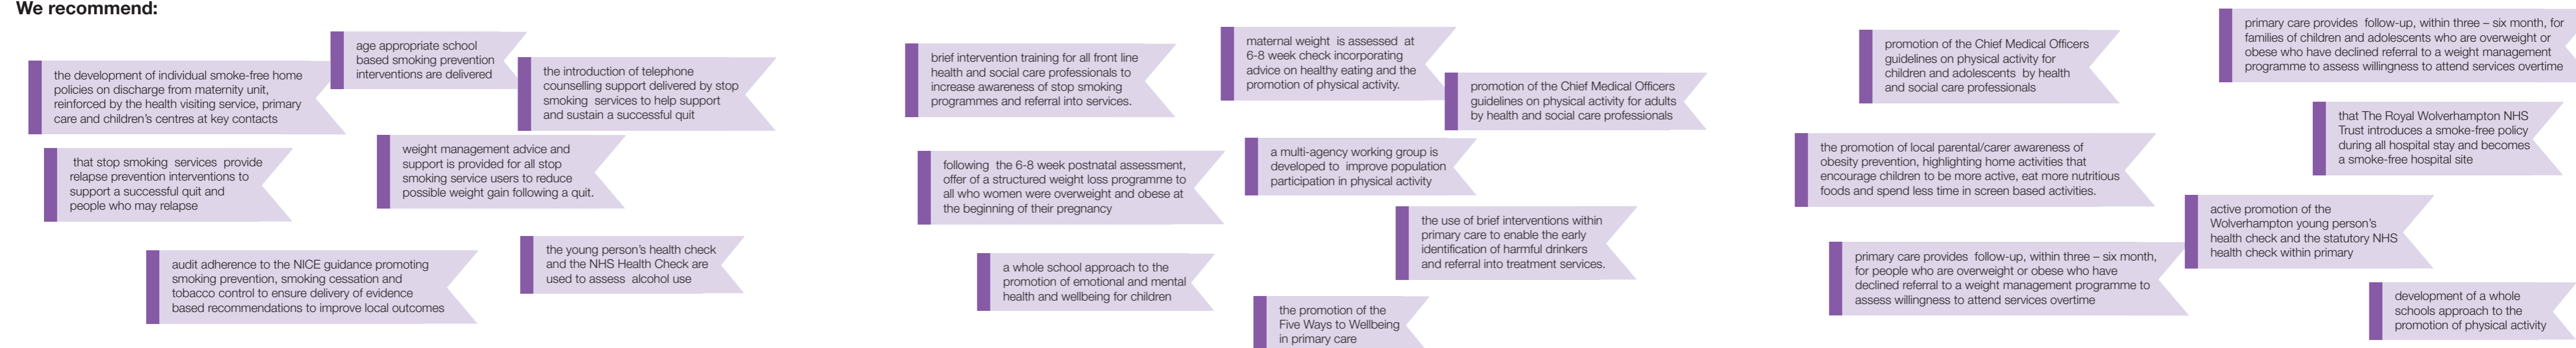 We recommend:
the development of individual smoke-free home
policies on discharge from maternity unit,
reinforced by the health visiting service, primary
care and children's centres at key contacts
age appropriate school
based smoking prevention
interventions are delivered
the introduction of telephone
counselling support delivered by stop
smoking services to help support
and sustain a successful quit
that stop smoking services provide
relapse prevention interventions to
support a successful quit and
people who may relapse
weight management advice and
support is provided for all stop
smoking service users to reduce
possible weight gain following a quit.
audit adherence to the NICE guidance promoting
smoking prevention, smoking cessation and
tobacco control to ensure delivery of evidence
based recommendations to improve local outcomes
the young person's health check
and the NHS Health Check are
used to assess alcohol use
brief intervention training for all front line
health and social care professionals to
increase awareness of stop smoking
programmes and referral into services.
maternal weight is assessed at
6-8 week check incorporating
advice on healthy eating and the
promotion of physical activity.
promotion of the Chief Medical Officers
guidelines on physical activity for adults
by health and social care professionals
following the 6-8 week postnatal assessment,
offer of a structured weight loss programme to
all who women were overweight and obese at
the beginning of their pregnancy
a multi-agency working group is
developed to improve population
participation in physical activity
the use of brief interventions within
primary care to enable the early
identification of harmful drinkers
and referral into treatment services.
a whole school approach to the
promotion of emotional and mental
health and wellbeing for children
the promotion of the
Five Ways to Wellbeing
in primary care
promotion of the Chief Medical Officers
guidelines on physical activity for
children and adolescents by health
and social care professionals
primary care provides follow-up, within three – six month, for
families of children and adolescents who are overweight or
obese who have declined referral to a weight management
programme to assess willingness to attend services overtime
that The Royal Wolverhampton NHS
Trust introduces a smoke-free policy
during all hospital stay and becomes
a smoke-free hospital site
the promotion of local parental/carer awareness of
obesity prevention, highlighting home activities that
encourage children to be more active, eat more nutritious
foods and spend less time in screen based activities.
active promotion of the
Wolverhampton young person's
health check and the statutory NHS
health check within primary
primary care provides follow-up, within three – six month,
for people who are overweight or obese who have
declined referral to a weight management programme to
assess willingness to attend services overtime
development of a whole
schools approach to the
promotion of physical activity